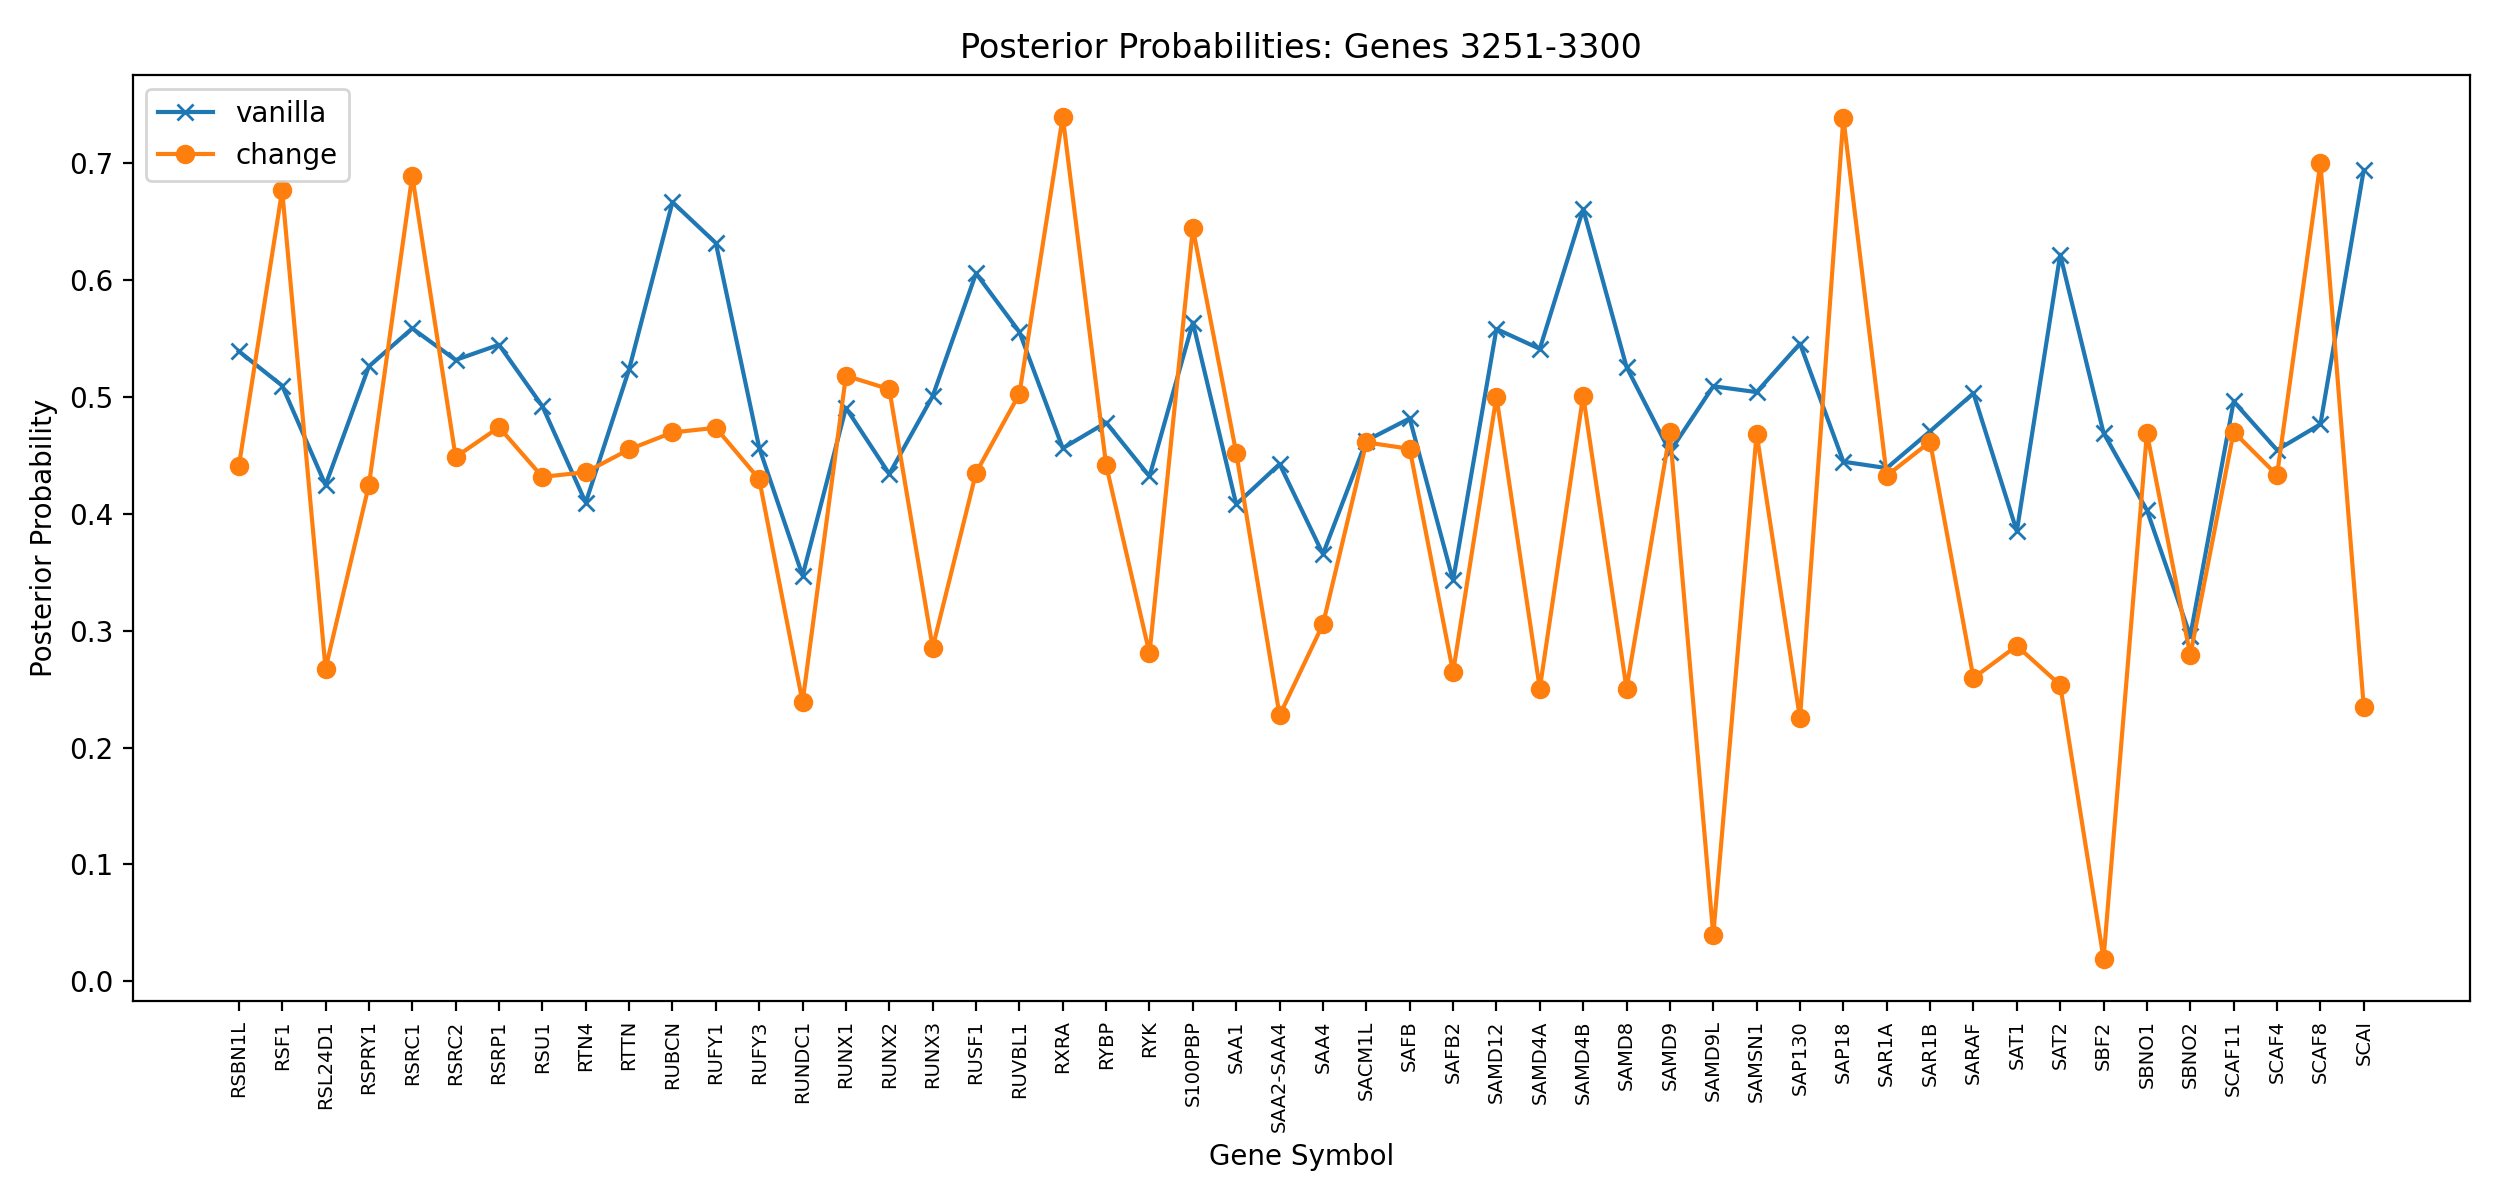 Posterior Probabilities: Genes 3251-3300
vanilla
change
Posterior Probability
0.7
0.6
0.5
0.4
0.3
0.2
0.1
0.0
RSBN1L
RSF1
RSL24D1
RSPRY1
RSRC1
RSRC2
RSRP1
RSU1
RTN4
RTTN
RUBCN
RUFY1
RUFY3
RUNDC1
RUNX1
RUNX2
RUNX3
RUSF1
RUVBL1
RXRA
RYBP
RYK
S100PBP
SAA1
SAA2-SAA4
SAA4
SACM1L
SAFB
SAFB2
SAMD12
SAMD4A
SAMD4B
SAMD8
SAMD9
SAMD9L
SAMSN1
SAP130
SAP18
SAR1A
SAR1B
SARAF
SAT1
SAT2
SBF2
SBNO1
SBNO2
SCAF11
SCAF4
SCAF8
SCAI
Gene Symbol